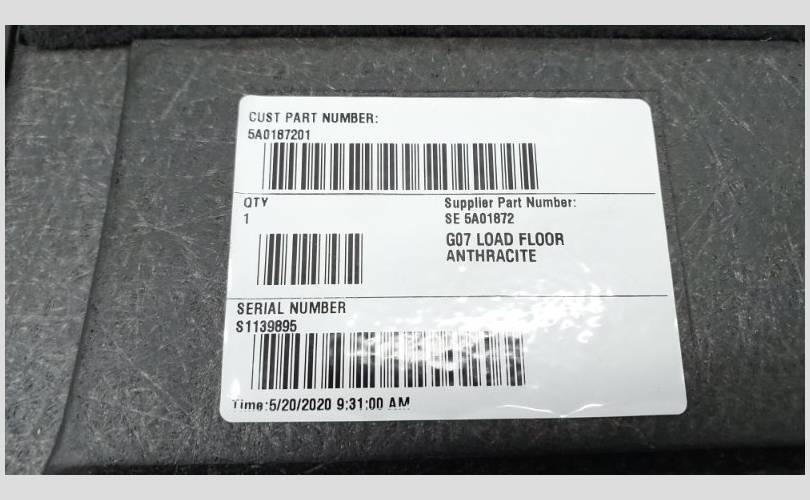 CUST PART NUMBER:
5A0187201
QTY
1
Supplier Part Number:
SE 5A01872
G07 LOAD FLOOR
ANTHRACITE
SERIAL NUMBER
S1139895
Time:5/20/2020 9:31:00 AM